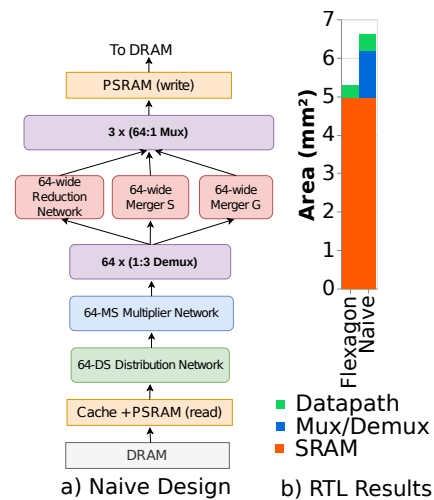 To DRAM
PSRAM (write)
3 x (64:1 Mux)
64-wide
Reduction
Network
64-wide
Merger S
64-wide
Merger G
64 x (1:3 Demux)
64-MS Multiplier Network
64-DS Distribution Network
Cache +PSRAM (read)
DRAM
a) Naive Design
Area (mm²)
7
6
5
4
3
2
1
0
Flexagon
Naive
Datapath
Mux/Demux
SRAM
b) RTL Results